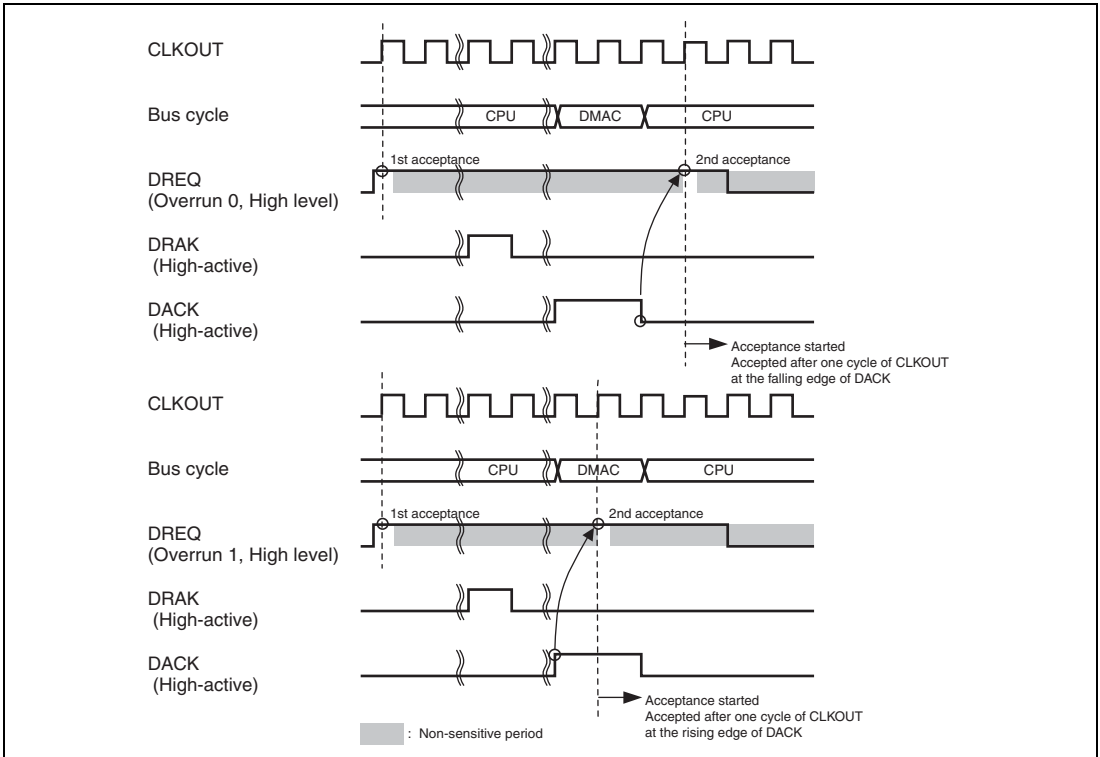 CLKOUT
Bus cycle
CPU
DMAC
CPU
DREQ
(Overrun 0, High level)
1st acceptance
2nd acceptance
DRAK
(High-active)
DACK
(High-active)
Acceptance started
Accepted after one cycle of CLKOUT
at the falling edge of DACK
CLKOUT
Bus cycle
CPU
DMAC
CPU
DREQ
(Overrun 1, High level)
1st acceptance
2nd acceptance
DRAK
(High-active)
DACK
(High-active)
Acceptance started
Accepted after one cycle of CLKOUT
at the rising edge of DACK
: Non-sensitive period